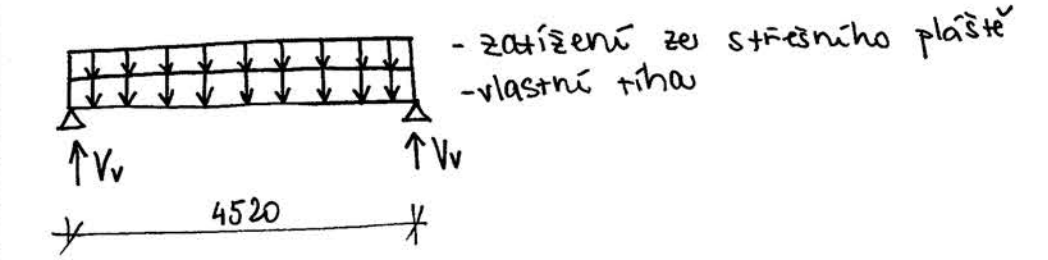 - zatížení ze střešního pláště
- vlastní tíha
Vv
Vv
4520